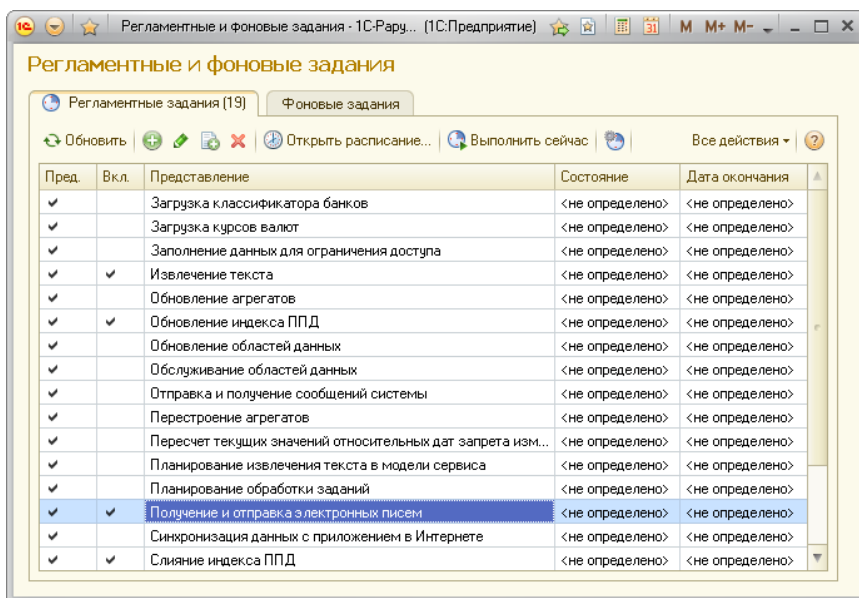 1С Регламентные и фоновые задания - 1С-Рару... (1С:Предприятие) 31 M M+ M-
Регламентные и фоновые задания
Регламентные задания (19) Фоновые задания
Обновить Открыть расписание... Выполнить сейчас Все действия ?
Пред. Вкл. Представление Состояние Дата окончания
Загрузка классификатора банков <не определено> <не определено>
Загрузка курсов валют <не определено> <не определено>
Заполнение данных для ограничения доступа <не определено> <не определено>
Извлечение текста <не определено> <не определено>
Обновление агрегатов <не определено> <не определено>
Обновление индекса ППД <не определено> <не определено>
Обновление областей данных <не определено> <не определено>
Обслуживание областей данных <не определено> <не определено>
Отправка и получение сообщений системы <не определено> <не определено>
Перестроение агрегатов <не определено> <не определено>
Пересчет текущих значений относительных дат запрета изм... <не определено> <не определено>
Планирование извлечения текста в модели сервиса <не определено> <не определено>
Планирование обработки заданий <не определено> <не определено>
Получение и отправка электронных писем <не определено> <не определено>
Синхронизация данных с приложением в Интернете <не определено> <не определено>
Слияние индекса ППД <не определено> <не определено>